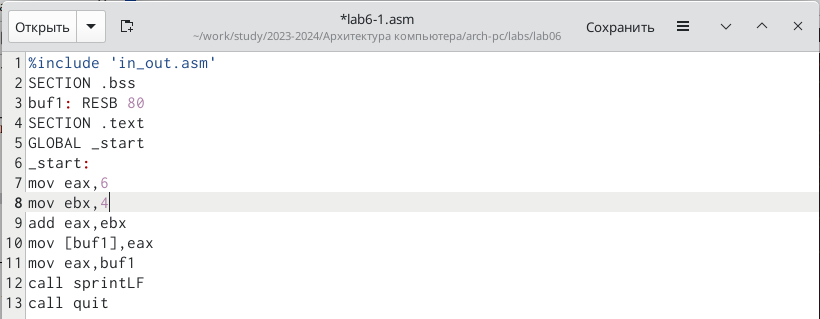 Открыть
*lab6-1.asm
~/work/study/2023-2024/Архитектура компьютера/arch-pc/labs/lab06
Сохранить
1 %include 'in_out.asm'
2 SECTION .bss
3 buf1: RESB 80
4 SECTION .text
5 GLOBAL _start
6 _start:
7 mov eax,6
8 mov ebx,4
9 add eax,ebx
10 mov [buf1],eax
11 mov eax,buf1
12 call sprintLF
13 call quit